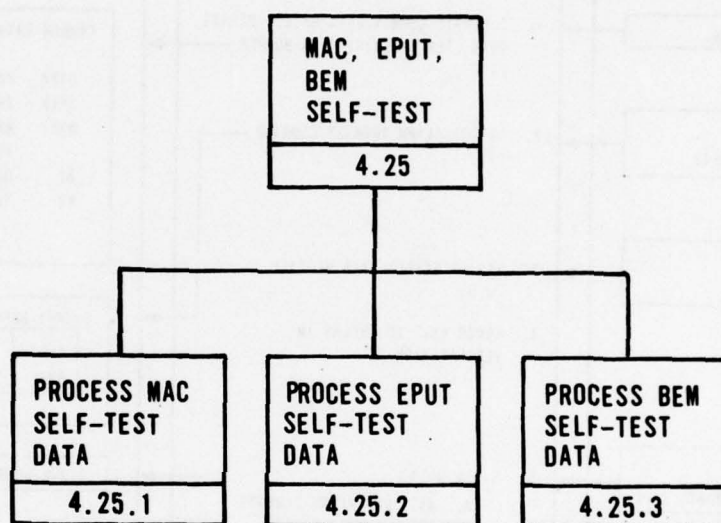 MAC, EPUT,
BEM
SELF-TEST
4.25
PROCESS MAC
SELF-TEST
DATA
4.25.1
PROCESS EPUT
SELF-TEST
DATA
4.25.2
PROCESS BEM
SELF-TEST
DATA
4.25.3